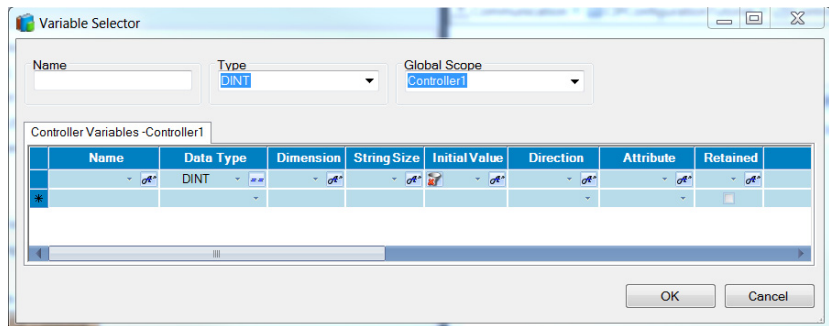 Variable Selector
Name
Type
Global Scope
DINT
Controller1
Controller Variables -Controller1
Name Data Type Dimension String Size Initial Value Direction Attribute Retained
DINT
OK Cancel